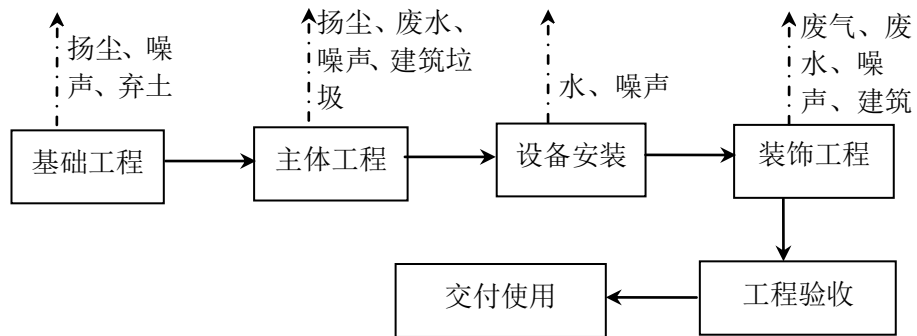 扬尘、噪
声、弃土
扬尘、废水、
噪声、建筑垃
圾
水、噪声
废气、废
水、噪
声、建筑
基础工程
主体工程
设备安装
装饰工程
工程验收
交付使用